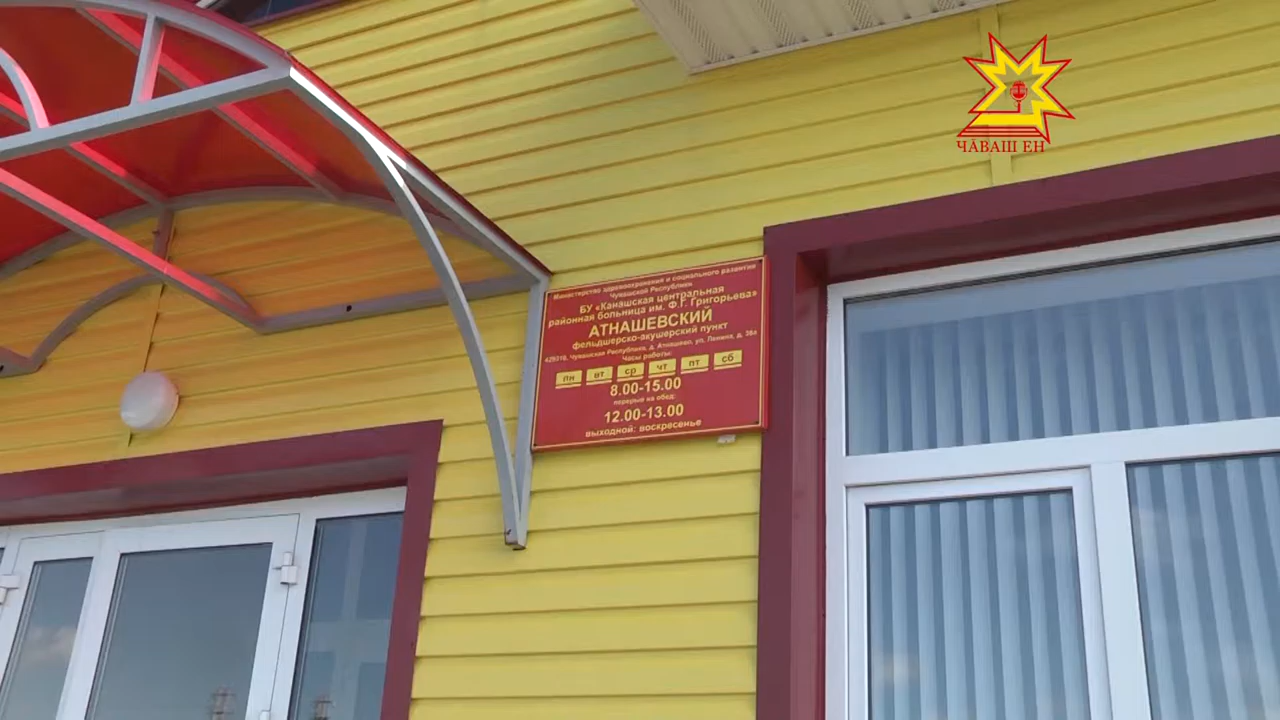 ЧӐВАШ ЕН
Министерство здравоохранения и социального развития
Чувашской Республики
БУ «Канашская центральная
районная больница им. Ф.Г. Григорьева»
АТНАШЕВСКИЙ
фельдшерско-акушерский пункт
429316, Чувашская Республика, д. Атнашево, ул. Ленина, д. 36а
Часы работы:
пн вт ср чт пт сб
8.00-15.00
перерыв на обед:
12.00-13.00
выходной: воскресенье